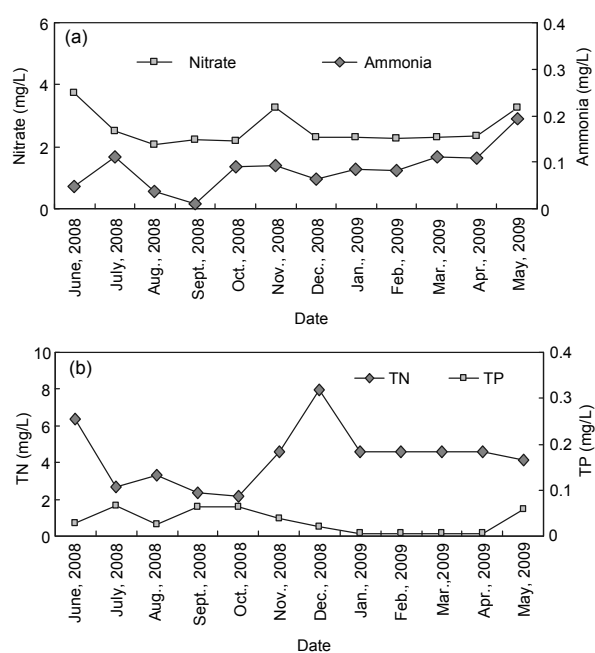 (a)
Nitrate
Ammonia
Nitrate (mg/L)
6
4
2
0
Ammonia (mg/L)
0.4
0.3
0.2
0.1
0
June, 2008
July, 2008
Aug., 2008
Sept., 2008
Oct., 2008
Nov., 2008
Dec., 2008
Jan., 2009
Feb., 2009
Mar., 2009
Apr., 2009
May, 2009
Date
(b)
TN
TP
TN (mg/L)
10
8
6
4
2
0
TP (mg/L)
0.4
0.3
0.2
0.1
0
June, 2008
July, 2008
Aug., 2008
Sept., 2008
Oct., 2008
Nov., 2008
Dec., 2008
Jan., 2009
Feb., 2009
Mar.,2009
Apr., 2009
May, 2009
Date